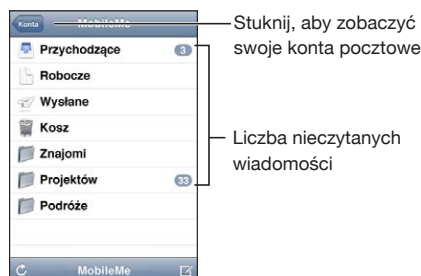 Konta
MobileMe
Stuknij, aby zobaczyć
swoje konta pocztowe
Przychodzące 3
Robocze
Wysłane
Kosz
Liczba nieczytanych
wiadomości
Znajomi
Projektów 33
Podróże
MobileMe